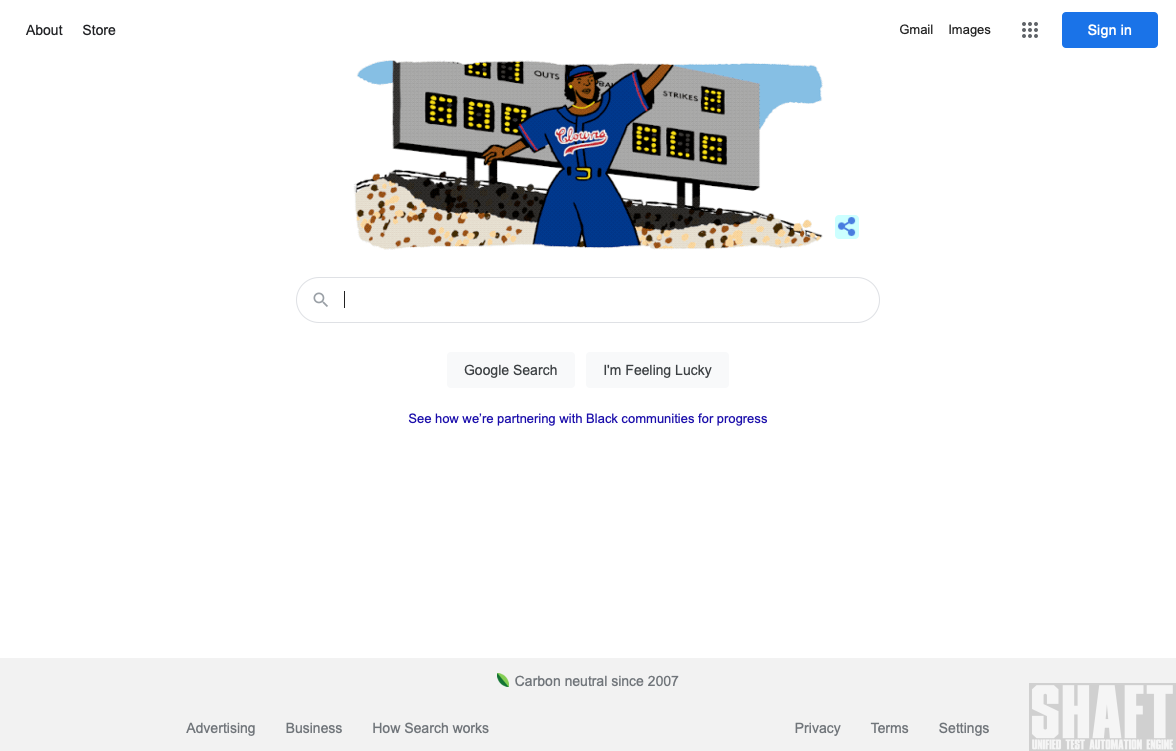 About Store
Gmail Images
Sign in
OUTS
STRIKES
Clowns
Google Search
I'm Feeling Lucky
See how we're partnering with Black communities for progress
Carbon neutral since 2007
Advertising Business How Search works
Privacy Terms Settings
SHAFT
UNIFIED TEST AUTOMATION ENGINE